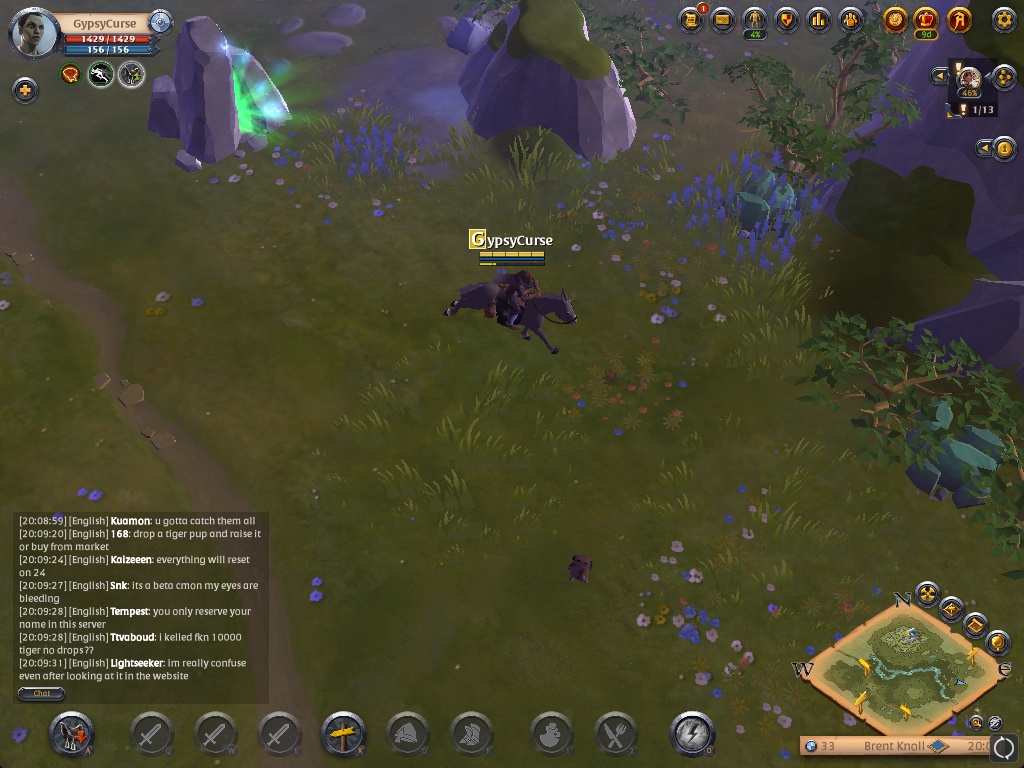 GypsyCurse
1429 / 1429
156 / 156
1
4%
9d
46%
1/13
GypsyCurse
[20:08:59] [English] Kuamon: u gotta catch them all
[20:09:20] [English] 168: drop a tiger pup and raise it
or buy from market
[20:09:24] [English] Kaizeeen: everything will reset
on 24
[20:09:27] [English] Snk: its a beta cmon my eyes are
bleeding
[20:09:28] [English] Tempest: you only reserve your
name in this server
[20:09:28] [English] Ttvaboud: i kelled fkn 10000
tiger no drops??
[20:09:31] [English] Lightseeker: im really confuse
even after looking at it in the website
Chat
N
W
E
A
Q
W
E
R
D
F
O
33
Brent Knoll
20:0